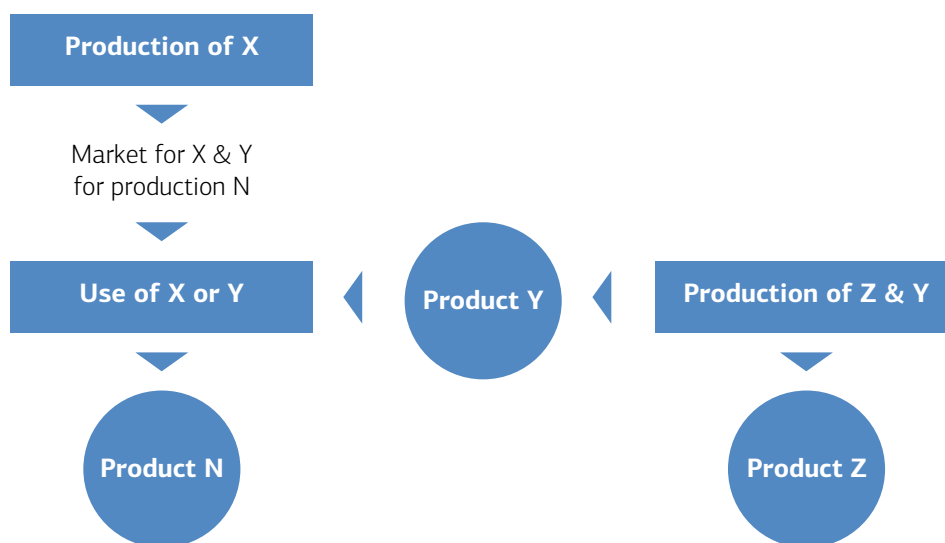 Production of X
Market for X & Y
for production N
Use of X or Y
Product Y
Production of Z & Y
Product N
Product Z